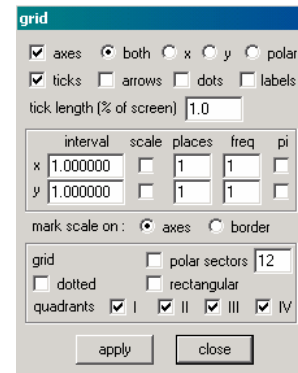 grid
axes both x y polar
ticks arrows dots labels
tick length (% of screen) 1.0
interval scale places freq pi
x 1.000000 1 1
y 1.000000 1 1
mark scale on : axes border
grid polar sectors 12
dotted rectangular
quadrants I II III IV
apply close